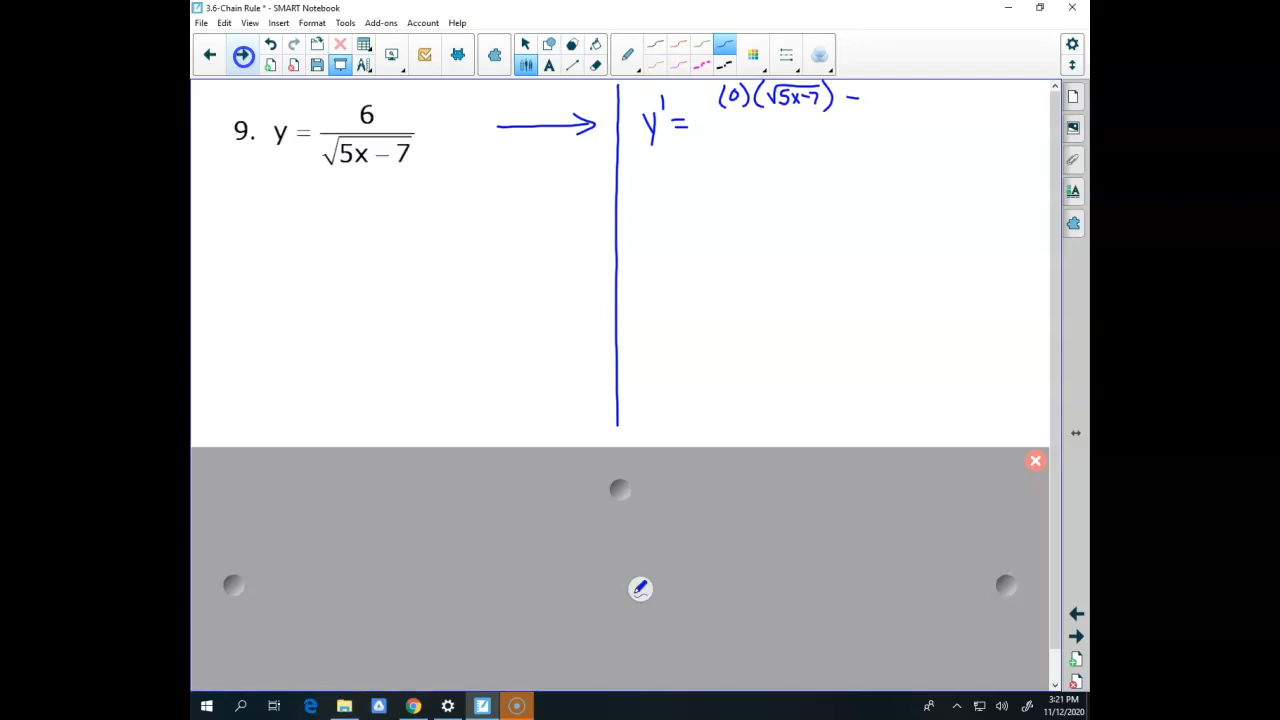 3.6-Chain Rule * - SMART Notebook
File Edit View Insert Format Tools Add-ons Account Help
9. y = 6 / √(5x − 7)
y' = (0)(√5x-7) −
3:21 PM
11/12/2020